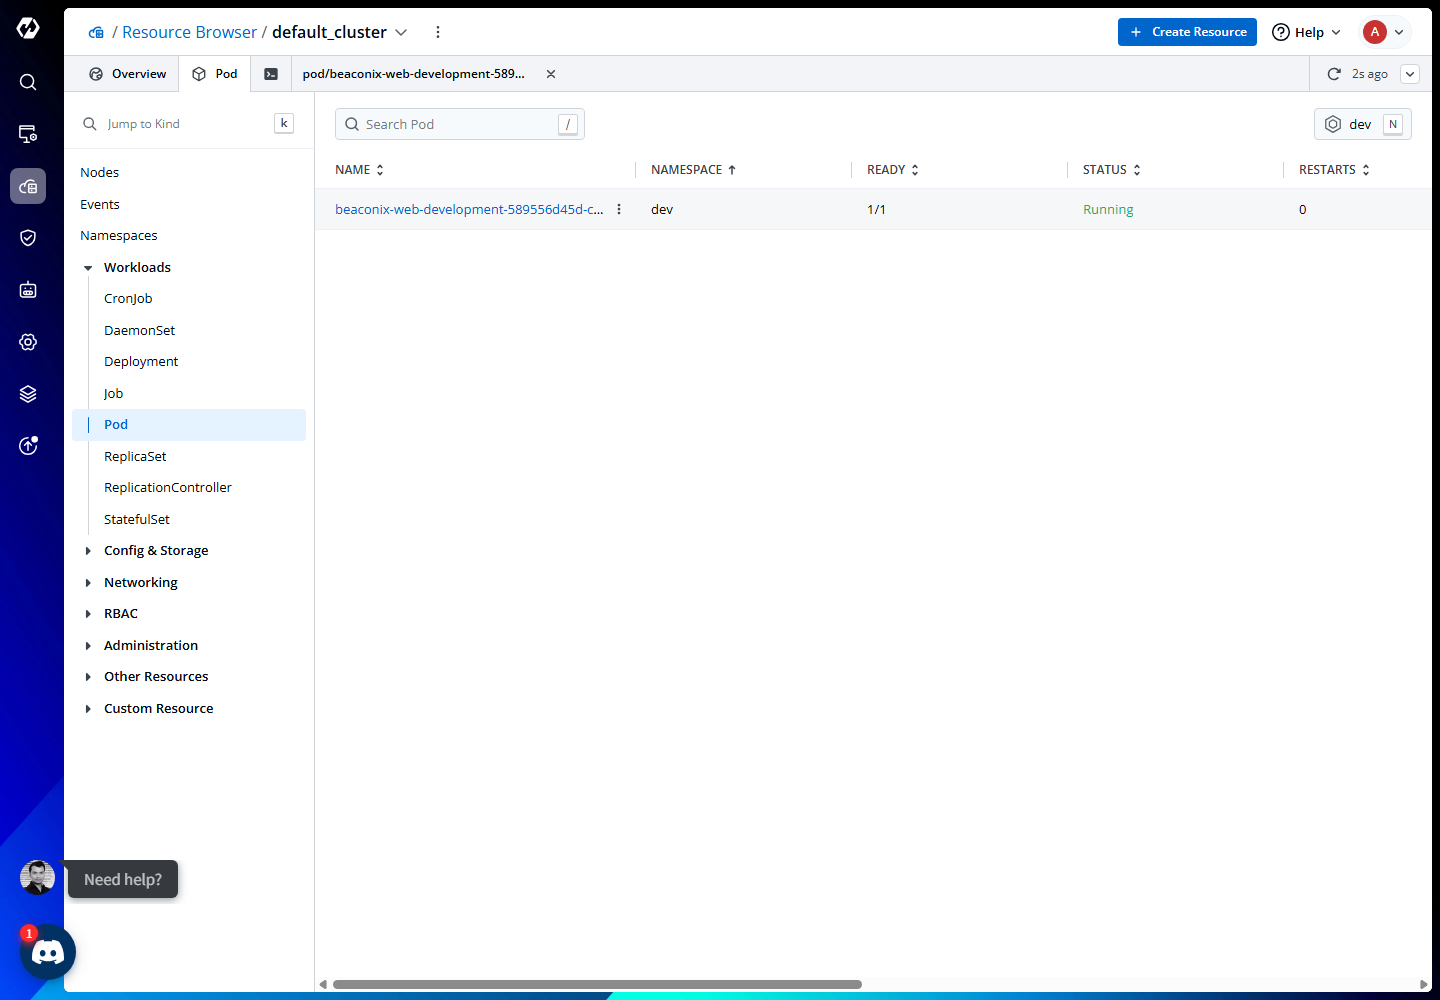 / Resource Browser / default_cluster
Create Resource
Help
A
Overview
Pod
pod/beaconix-web-development-589...
2s ago
Jump to Kind
k
Search Pod
/
dev
N
Nodes
Events
Namespaces
Workloads
CronJob
DaemonSet
Deployment
Job
Pod
ReplicaSet
ReplicationController
StatefulSet
Config & Storage
Networking
RBAC
Administration
Other Resources
Custom Resource
NAME
NAMESPACE
READY
STATUS
RESTARTS
beaconix-web-development-589556d45d-c...
dev
1/1
Running
0
Need help?
1